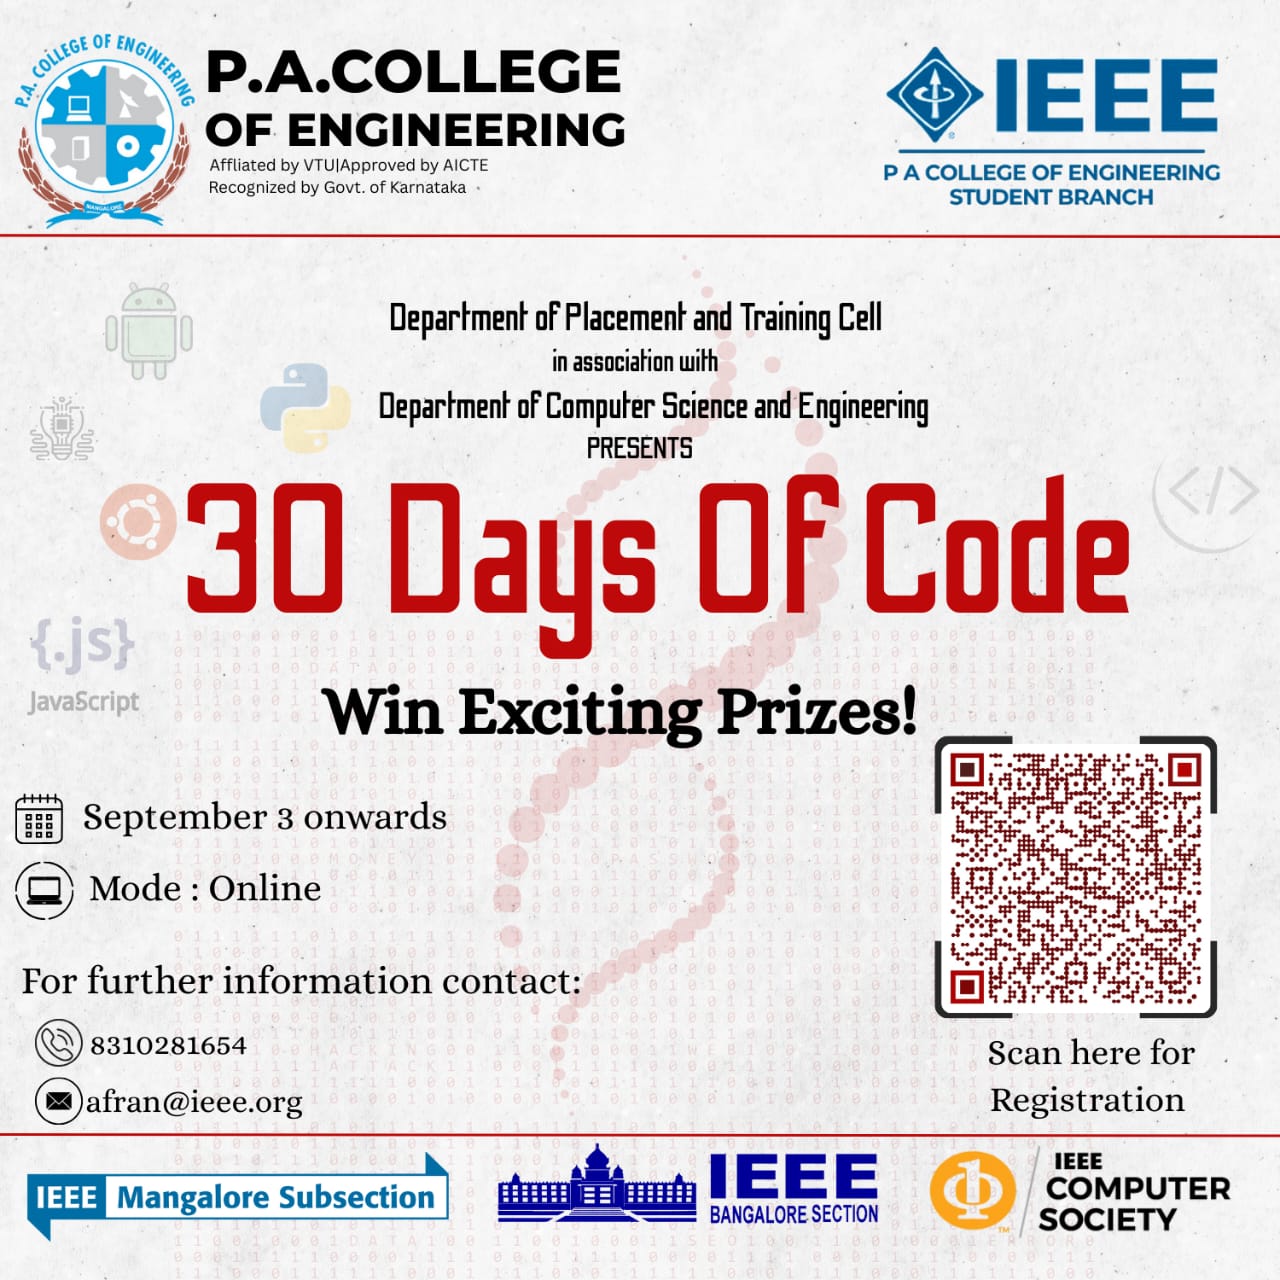 P.A. COLLEGE OF ENGINEERING
MANGALORE
P.A.COLLEGE
OF ENGINEERING
Affliated by VTU|Approved by AICTE
Recognized by Govt. of Karnataka
IEEE
P A COLLEGE OF ENGINEERING
STUDENT BRANCH
Department of Placement and Training Cell
in association with
Department of Computer Science and Engineering
PRESENTS
30 Days Of Code
</>
{.js}
JavaScript
Win Exciting Prizes!
September 3 onwards
Mode : Online
For further information contact:
8310281654
afran@ieee.org
Scan here for
Registration
IEEE Mangalore Subsection
IEEE
BANGALORE SECTION
IEEE
COMPUTER
SOCIETY
TM